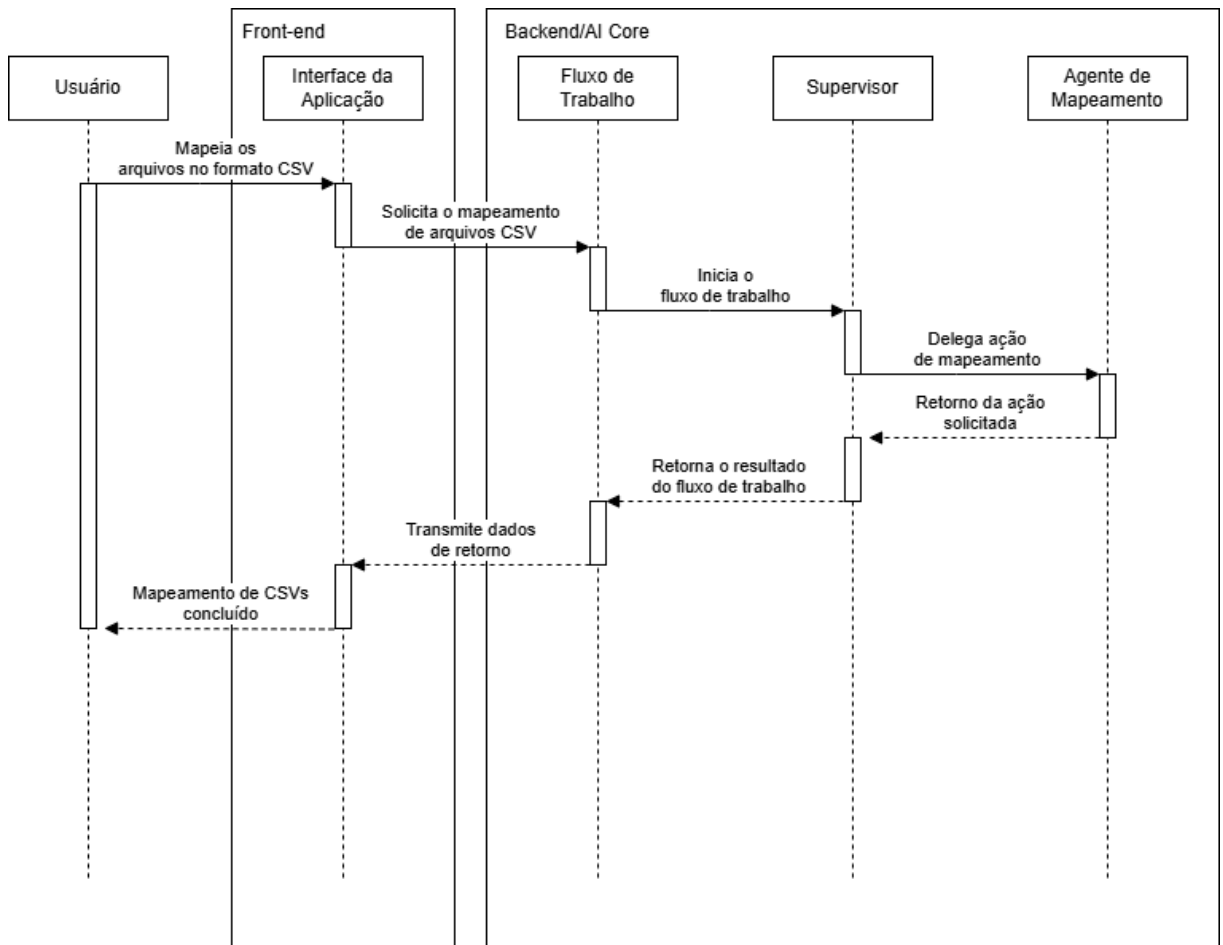 Front-end
Backend/AI Core
Usuário
Interface da
Aplicação
Fluxo de
Trabalho
Supervisor
Agente de
Mapeamento
Mapeia os
arquivos no formato CSV
Solicita o mapeamento
de arquivos CSV
Inicia o
fluxo de trabalho
Delega ação
de mapeamento
Retorno da ação
solicitada
Retorna o resultado
do fluxo de trabalho
Transmite dados
de retorno
Mapeamento de CSVs
concluído